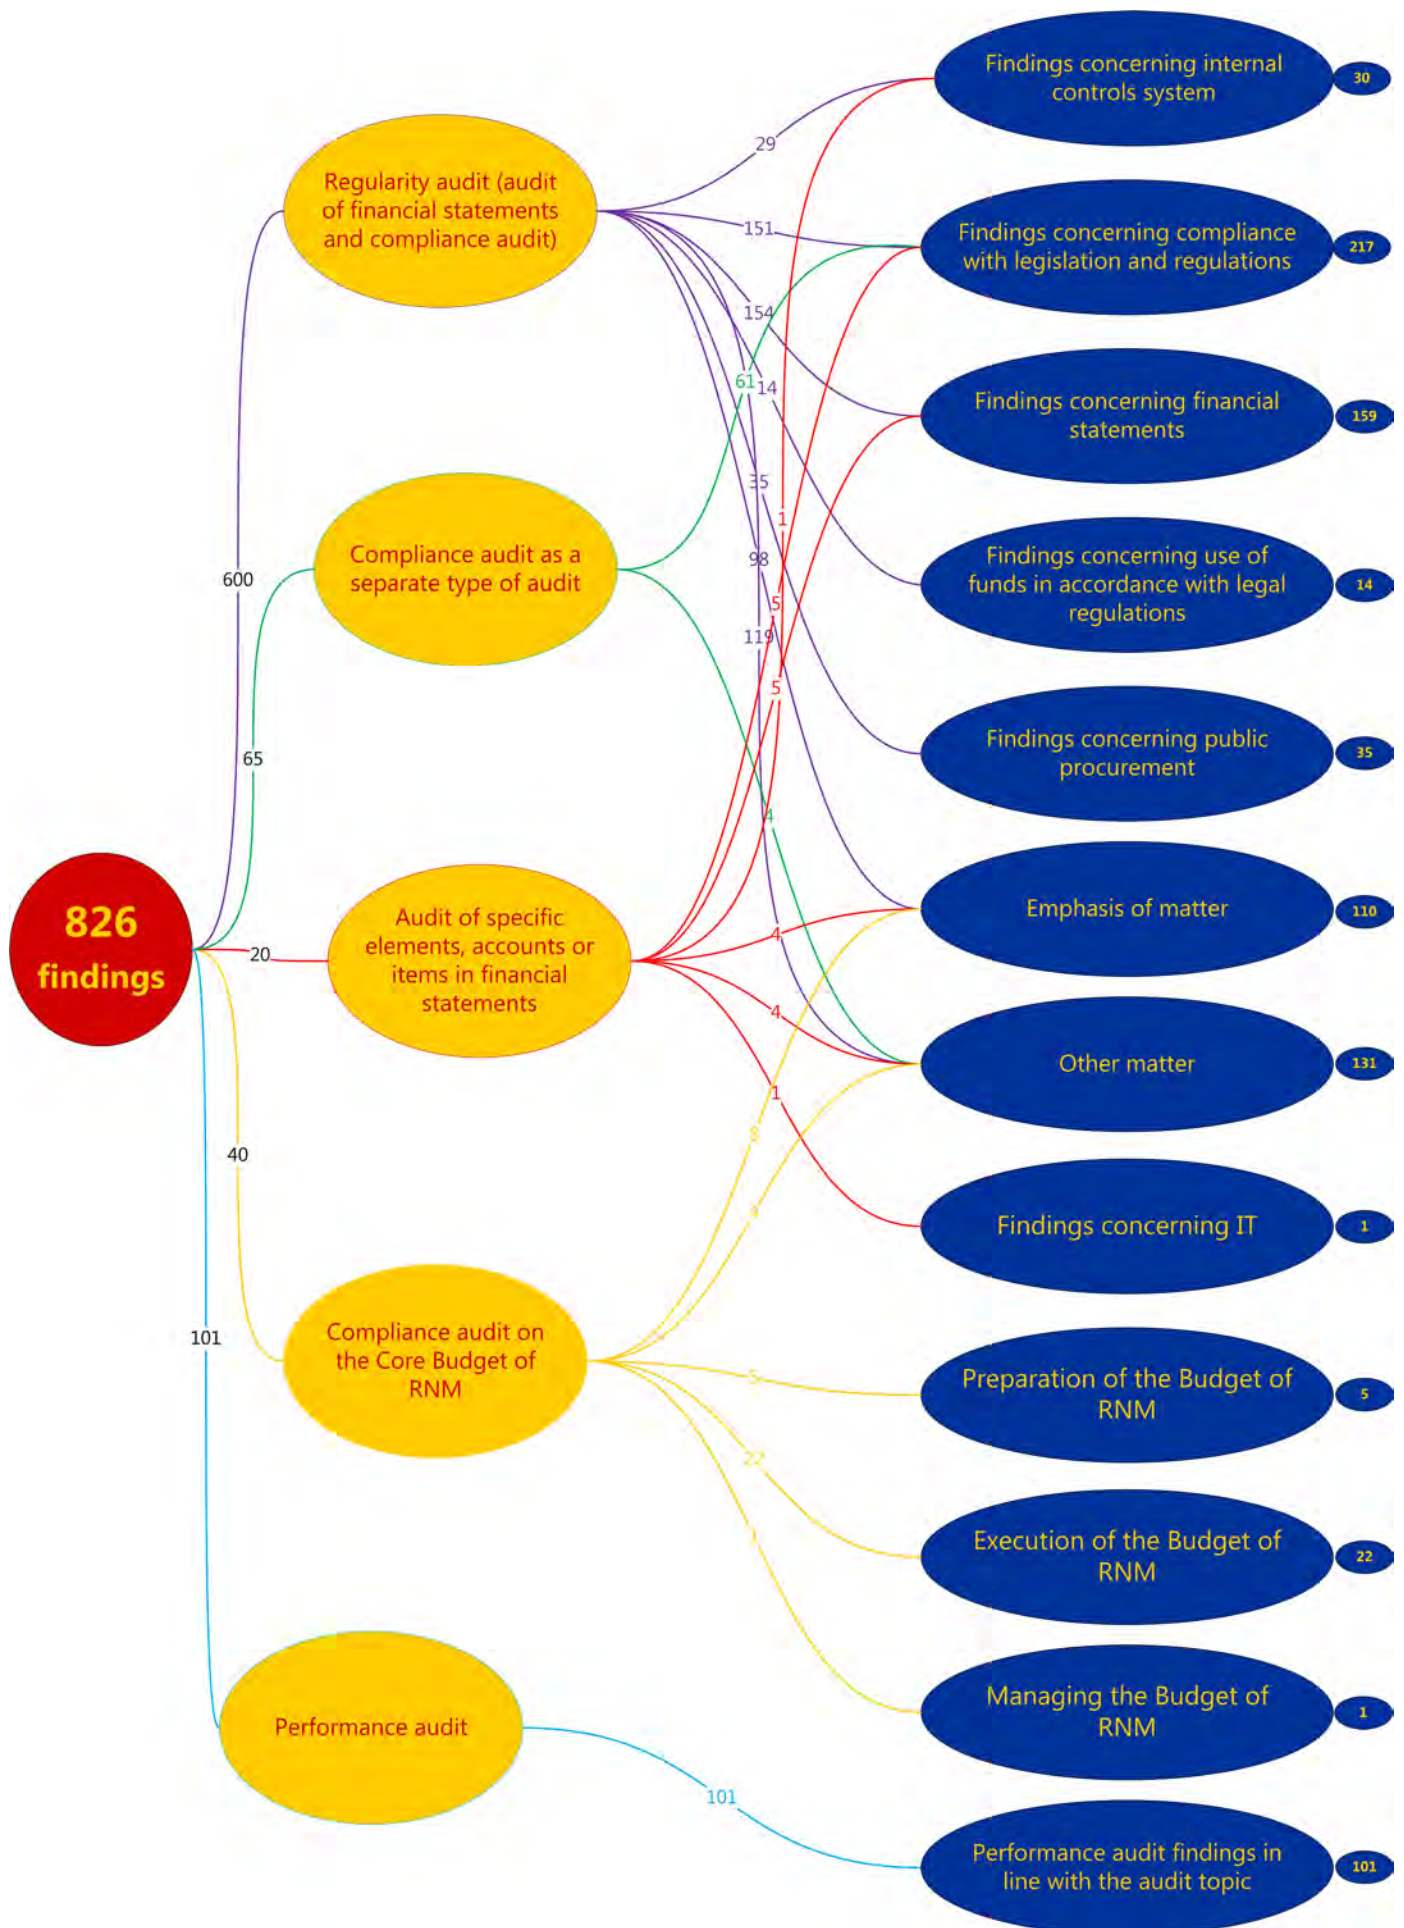 826
findings
600
65
20
40
101
Regularity audit (audit
of financial statements
and compliance audit)
Compliance audit as a
separate type of audit
Audit of specific
elements, accounts or
items in financial
statements
Compliance audit on
the Core Budget of
RNM
Performance audit
29
151
154
61
14
35
1
98
5
119
5
4
4
4
1
8
5
22
1
101
Findings concerning internal
controls system
30
Findings concerning compliance
with legislation and regulations
217
Findings concerning financial
statements
159
Findings concerning use of
funds in accordance with legal
regulations
14
Findings concerning public
procurement
35
Emphasis of matter
110
Other matter
131
Findings concerning IT
1
Preparation of the Budget of
RNM
5
Execution of the Budget of
RNM
22
Managing the Budget of
RNM
1
Performance audit findings in
line with the audit topic
101